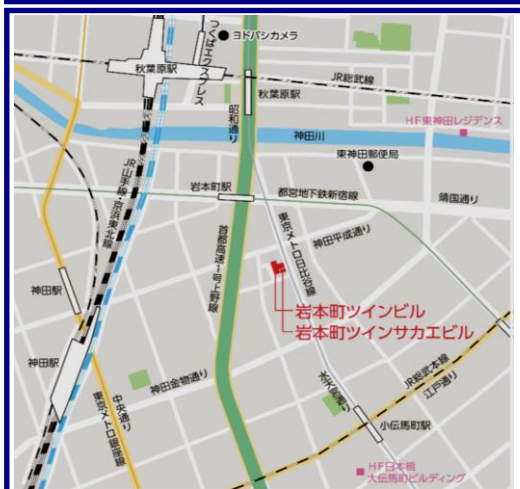 ヨドバシカメラ
つくばエクスプレス
秋葉原駅
JR総武線
秋葉原駅
昭和通り
HF東神田レジデンス
神田川
東神田郵便局
JR山手線・京浜東北線
岩本町駅
都営地下鉄新宿線
靖国通り
東京メトロ日比谷線
神田平成通り
首都高速1号上野線
神田駅
岩本町ツインビル
岩本町ツインサカエビル
神田駅
神田金物通り
JR総武本線
江戸通り
中央通り
東京メトロ銀座線
水天宮通り
小伝馬町駅
HF日本橋
大伝馬町ビルディング